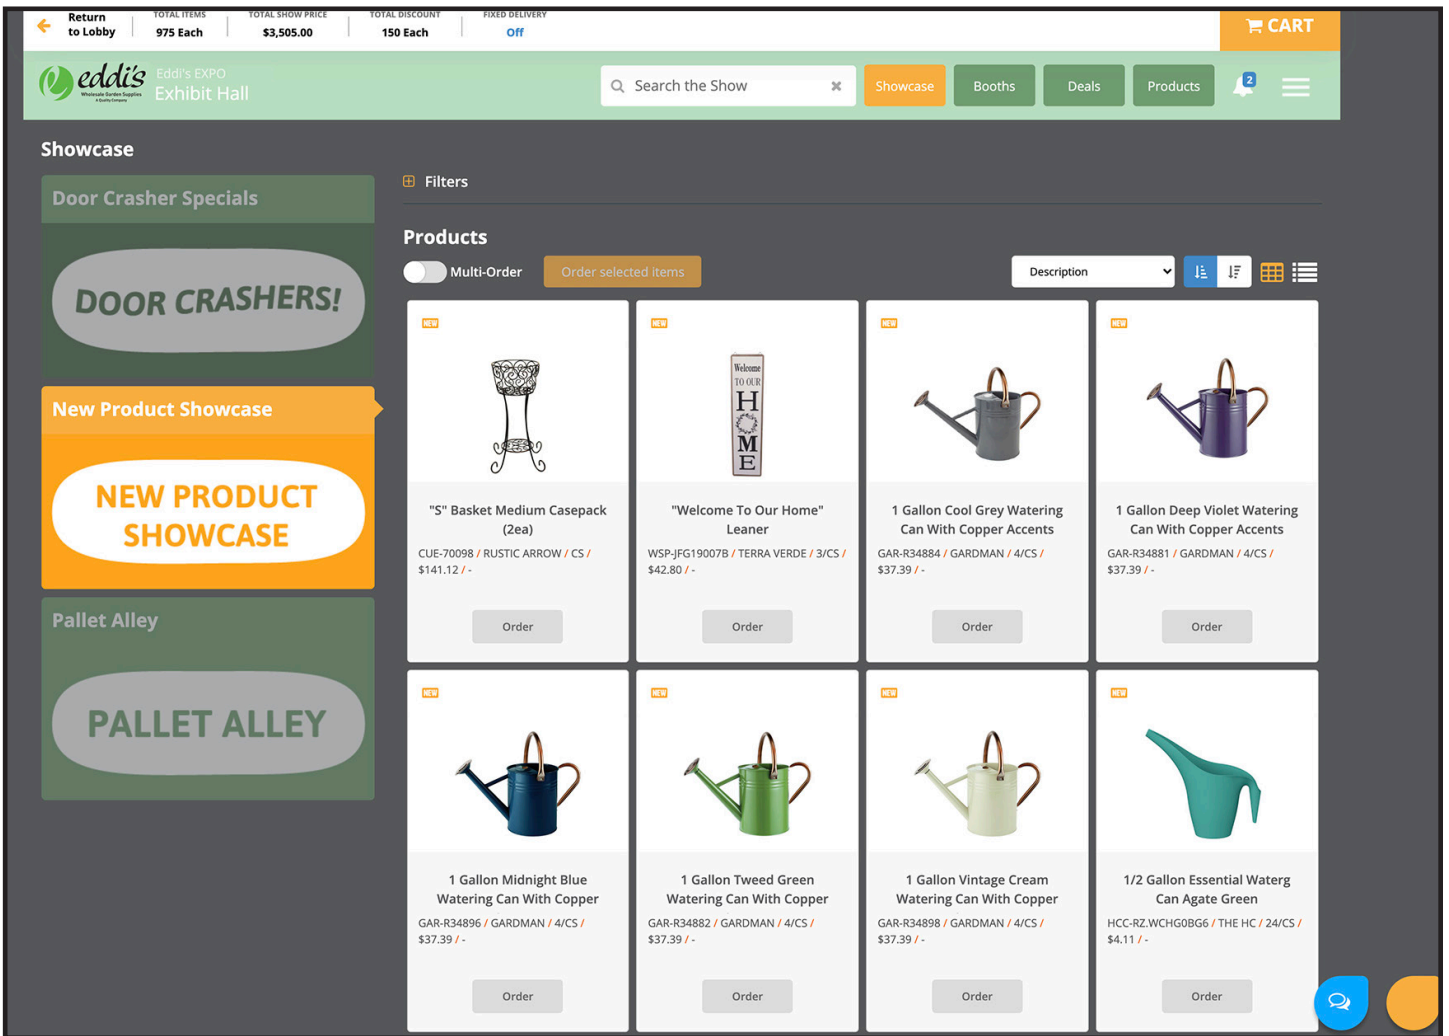 Return
to Lobby
TOTAL ITEMS
975 Each
TOTAL SHOW PRICE
$3,505.00
TOTAL DISCOUNT
150 Each
FIXED DELIVERY
Off
CART
eddi's
Wholesale Garden Supplies
A Quality Company
Eddi's EXPO
Exhibit Hall
Search the Show
Showcase
Booths
Deals
Products
2
Showcase
Door Crasher Specials
DOOR CRASHERS!
New Product Showcase
NEW PRODUCT
SHOWCASE
Pallet Alley
PALLET ALLEY
Filters
Products
Multi-Order
Order selected items
Description
NEW
"S" Basket Medium Casepack
(2ea)
CUE-70098 / RUSTIC ARROW / CS /
$141.12 / -
Order
NEW
Welcome
TO OUR
H
M
E
"Welcome To Our Home"
Leaner
WSP-JFG19007B / TERRA VERDE / 3/CS /
$42.80 / -
Order
NEW
1 Gallon Cool Grey Watering
Can With Copper Accents
GAR-R34884 / GARDMAN / 4/CS /
$37.39 / -
Order
NEW
1 Gallon Deep Violet Watering
Can With Copper Accents
GAR-R34881 / GARDMAN / 4/CS /
$37.39 / -
Order
NEW
1 Gallon Midnight Blue
Watering Can With Copper
GAR-R34896 / GARDMAN / 4/CS /
$37.39 / -
Order
NEW
1 Gallon Tweed Green
Watering Can With Copper
GAR-R34882 / GARDMAN / 4/CS /
$37.39 / -
Order
NEW
1 Gallon Vintage Cream
Watering Can With Copper
GAR-R34898 / GARDMAN / 4/CS /
$37.39 / -
Order
NEW
1/2 Gallon Essential Waterg
Can Agate Green
HCC-RZ.WCHG0BG6 / THE HC / 24/CS /
$4.11 / -
Order